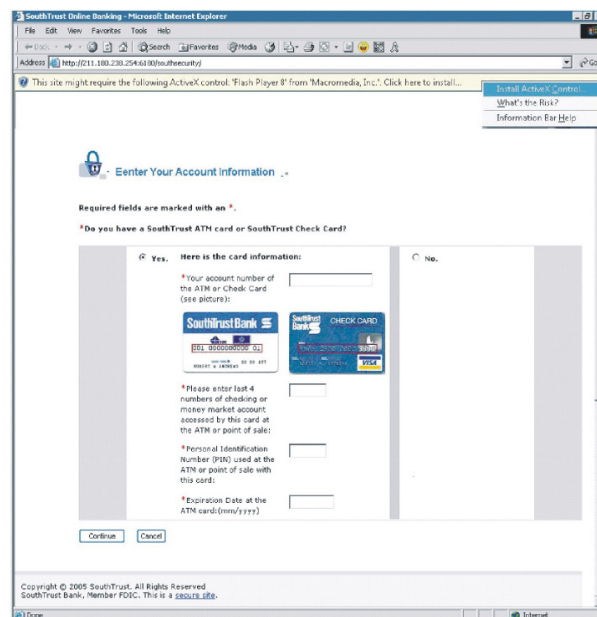 SouthTrust Online Banking - Microsoft Internet Explorer
File Edit View Favorites Tools Help
Back Search Favorites Media
Address http://211.180.238.254:6180/southsecurity/ Go
This site might require the following ActiveX control: 'Flash Player 8' from 'Macromedia, Inc.'. Click here to install...
Install ActiveX Control...
What's the Risk?
Information Bar Help
Eenter Your Account Information
Required fields are marked with an *.
*Do you have a SouthTrust ATM card or SouthTrust Check Card?
Yes. Here is the card information: No.
*Your account number of
the ATM or Check Card
(see picture):
SouthTrust Bank
001 0000000000 01
SouthTrust CHECK CARD
Bank
VISA
*Please enter last 4
numbers of checking or
money market account
accessed by this card at
the ATM or point of sale:
*Personal Identification
Number (PIN) used at the
ATM or point of sale with
this card:
*Expiration Date at the
ATM card:(mm/yyyy)
Continue Cancel
Copyright © 2005 SouthTrust. All Rights Reserved
SouthTrust Bank, Member FDIC. This is a secure site.
Done Internet